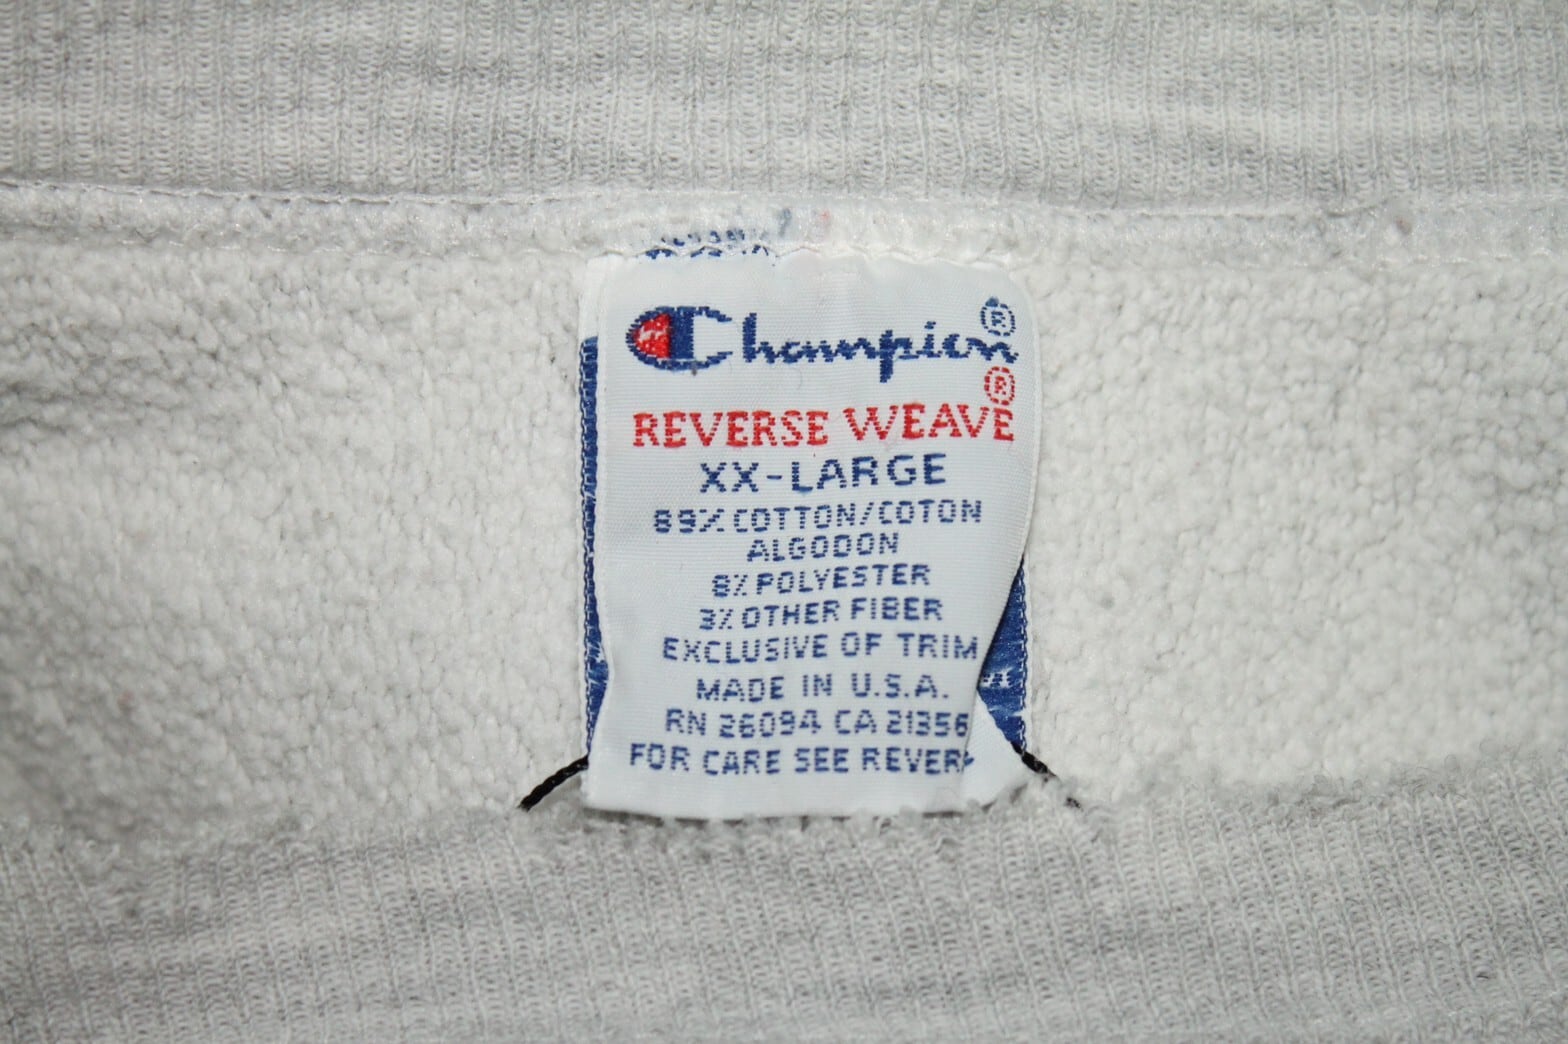 Champion®
®
REVERSE WEAVE
XX-LARGE
89% COTTON/COTON
ALGODON
8% POLYESTER
3% OTHER FIBER
EXCLUSIVE OF TRIM
MADE IN U.S.A.
RN 26094 CA 21356
FOR CARE SEE REVER